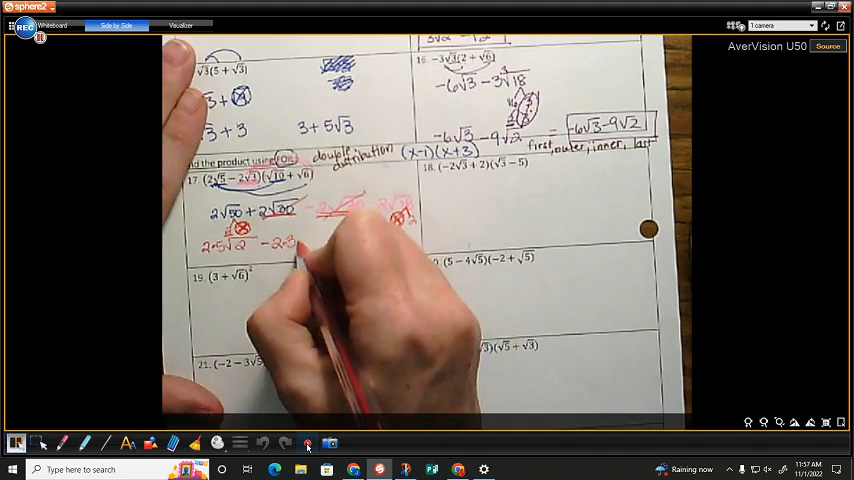 sphere2
REC
Whiteboard
Side by Side
Visualizer
1 camera
AverVision U50
Source
√3(5 + √3)
√3 + 3
3 + 5√3
16. -3√3(2 + √6)
-6√3 - 3√18
-6√3 - 9√2 = -6√3 - 9√2
nd the product using FOIL
double distribution
(x-1)(x+3)
first, outer, inner, last
17. (2√5 - 2√3)(√10 + √6)
2√50 + 2√30
2·5√2 - 2·3
18. (-2√3 + 2)(√3 - 5)
19. (3 + √6)²
(5 - 4√5)(-2 + √5)
21. (-2 - 3√5
√3)(√5 + √3)
Type here to search
Raining now
11:57 AM
11/1/2022